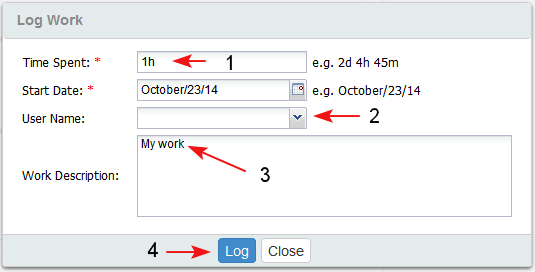 Log Work
Time Spent: * 1h 1 e.g. 2d 4h 45m
Start Date: * October/23/14 e.g. October/23/14
User Name: 2
My work
Work Description: 3
4 Log Close